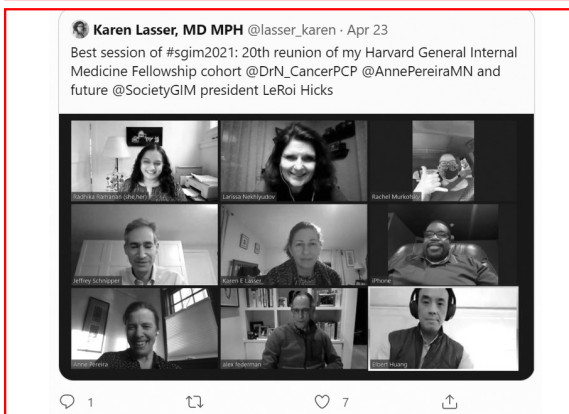 Karen Lasser, MD MPH @lasser_karen · Apr 23
Best session of #sgim2021: 20th reunion of my Harvard General Internal
Medicine Fellowship cohort @DrN_CancerPCP @AnnePereiraMN and
future @SocietyGIM president LeRoi Hicks
Radhika Ramanan (she,her)
Larissa Nekhlyudov
Rachel Murkofsky
Jeffrey Schnipper
Karen E Lasser
iPhone
Anne Pereira
alex federman
Elbert Huang
1
7